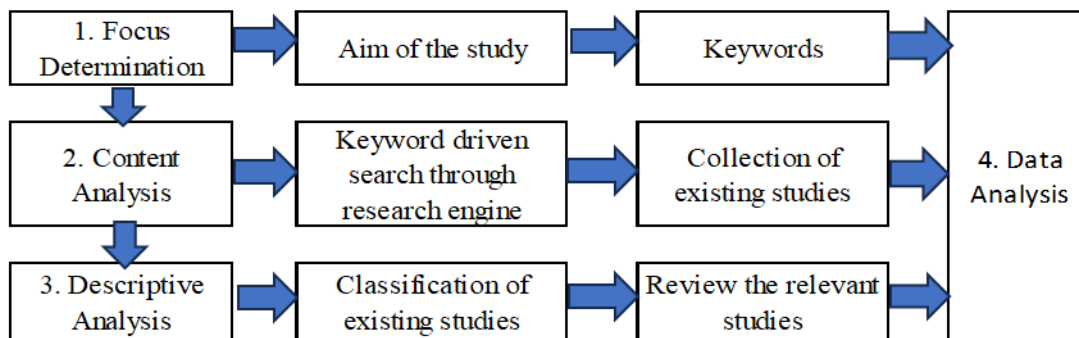 1. Focus
Determination
Aim of the study
Keywords
2. Content
Analysis
Keyword driven
search through
research engine
Collection of
existing studies
3. Descriptive
Analysis
Classification of
existing studies
Review the relevant
studies
4. Data
Analysis